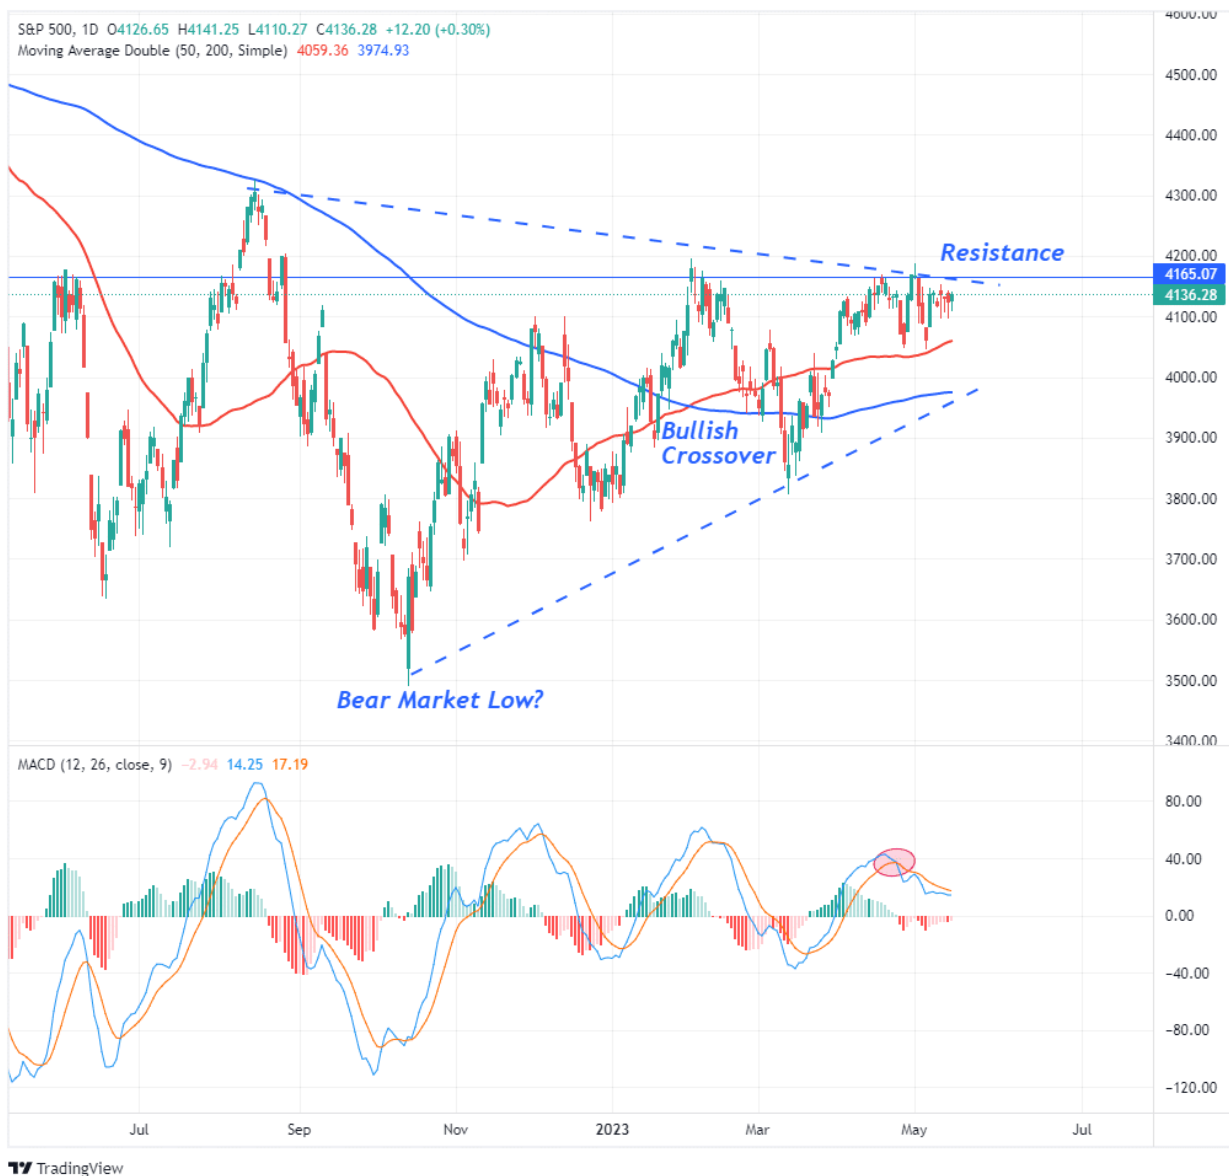 S&P 500, 1D O4126.65 H4141.25 L4110.27 C4136.28 +12.20 (+0.30%)
Moving Average Double (50, 200, Simple) 4059.36 3974.93
4600.00
4500.00
4400.00
4300.00
4200.00
Resistance
4165.07
4136.28
4100.00
4000.00
3900.00
Bullish
Crossover
3800.00
3700.00
3600.00
3500.00
Bear Market Low?
3400.00
MACD (12, 26, close, 9) −2.94 14.25 17.19
80.00
40.00
0.00
−40.00
−80.00
−120.00
Jul Sep Nov 2023 Mar May Jul
TradingView